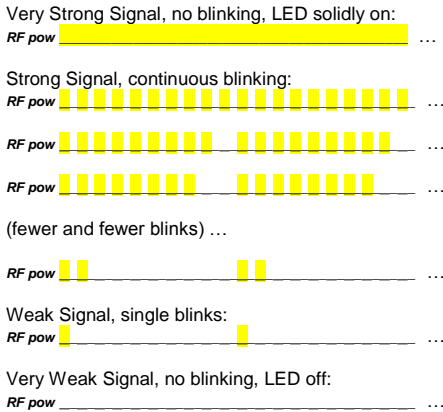 Very Strong Signal, no blinking, LED solidly on:
RF pow ...
Strong Signal, continuous blinking:
RF pow ...
RF pow ...
RF pow ...
(fewer and fewer blinks) ...
RF pow ...
Weak Signal, single blinks:
RF pow ...
Very Weak Signal, no blinking, LED off:
RF pow ...